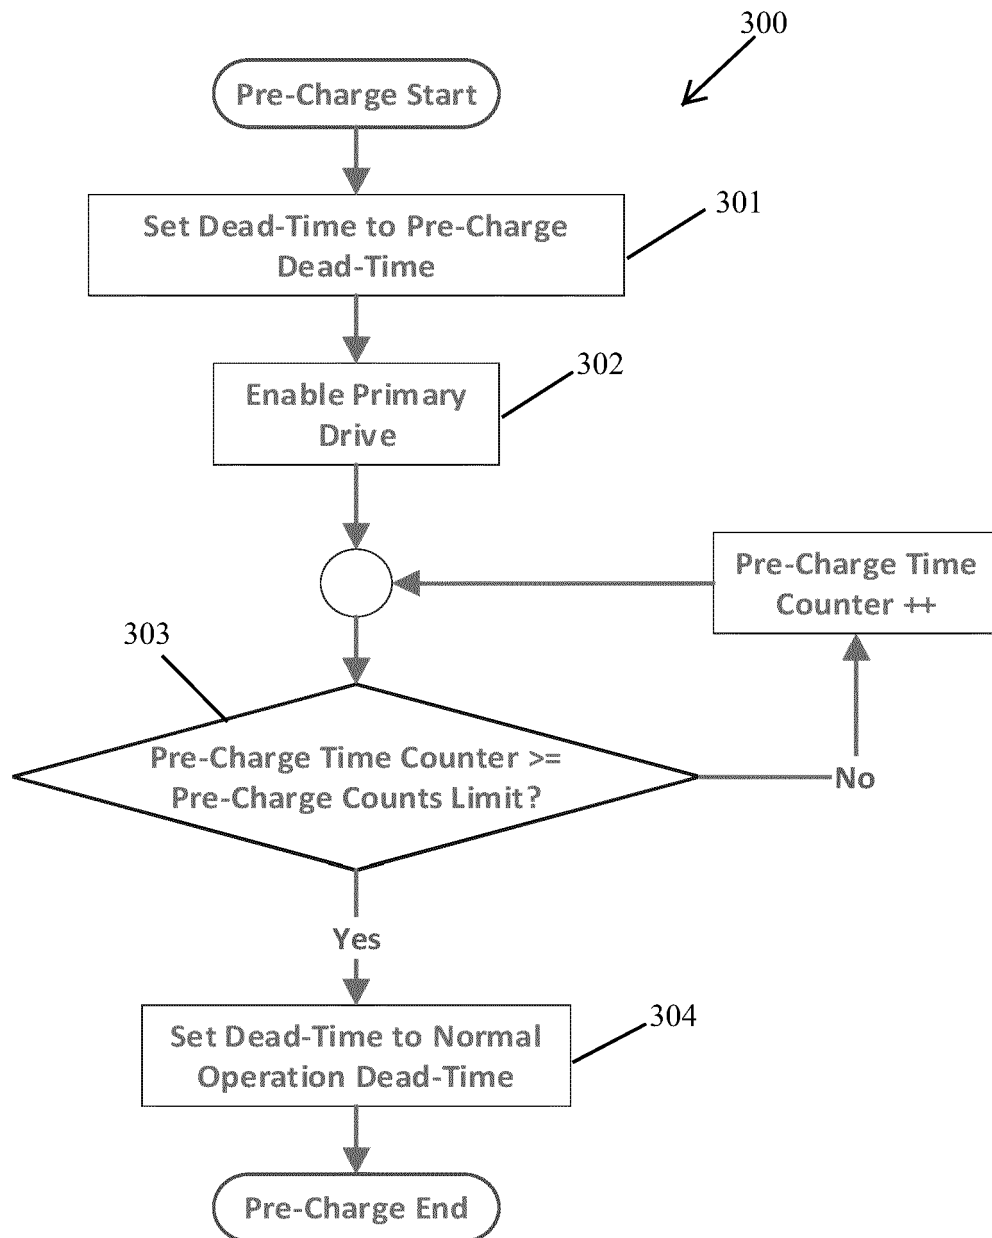 300
Pre-Charge Start
301
Set Dead-Time to Pre-Charge
Dead-Time
302
Enable Primary
Drive
Pre-Charge Time
Counter ++
303
Pre-Charge Time Counter >=
Pre-Charge Counts Limit?
No
Yes
304
Set Dead-Time to Normal
Operation Dead-Time
Pre-Charge End